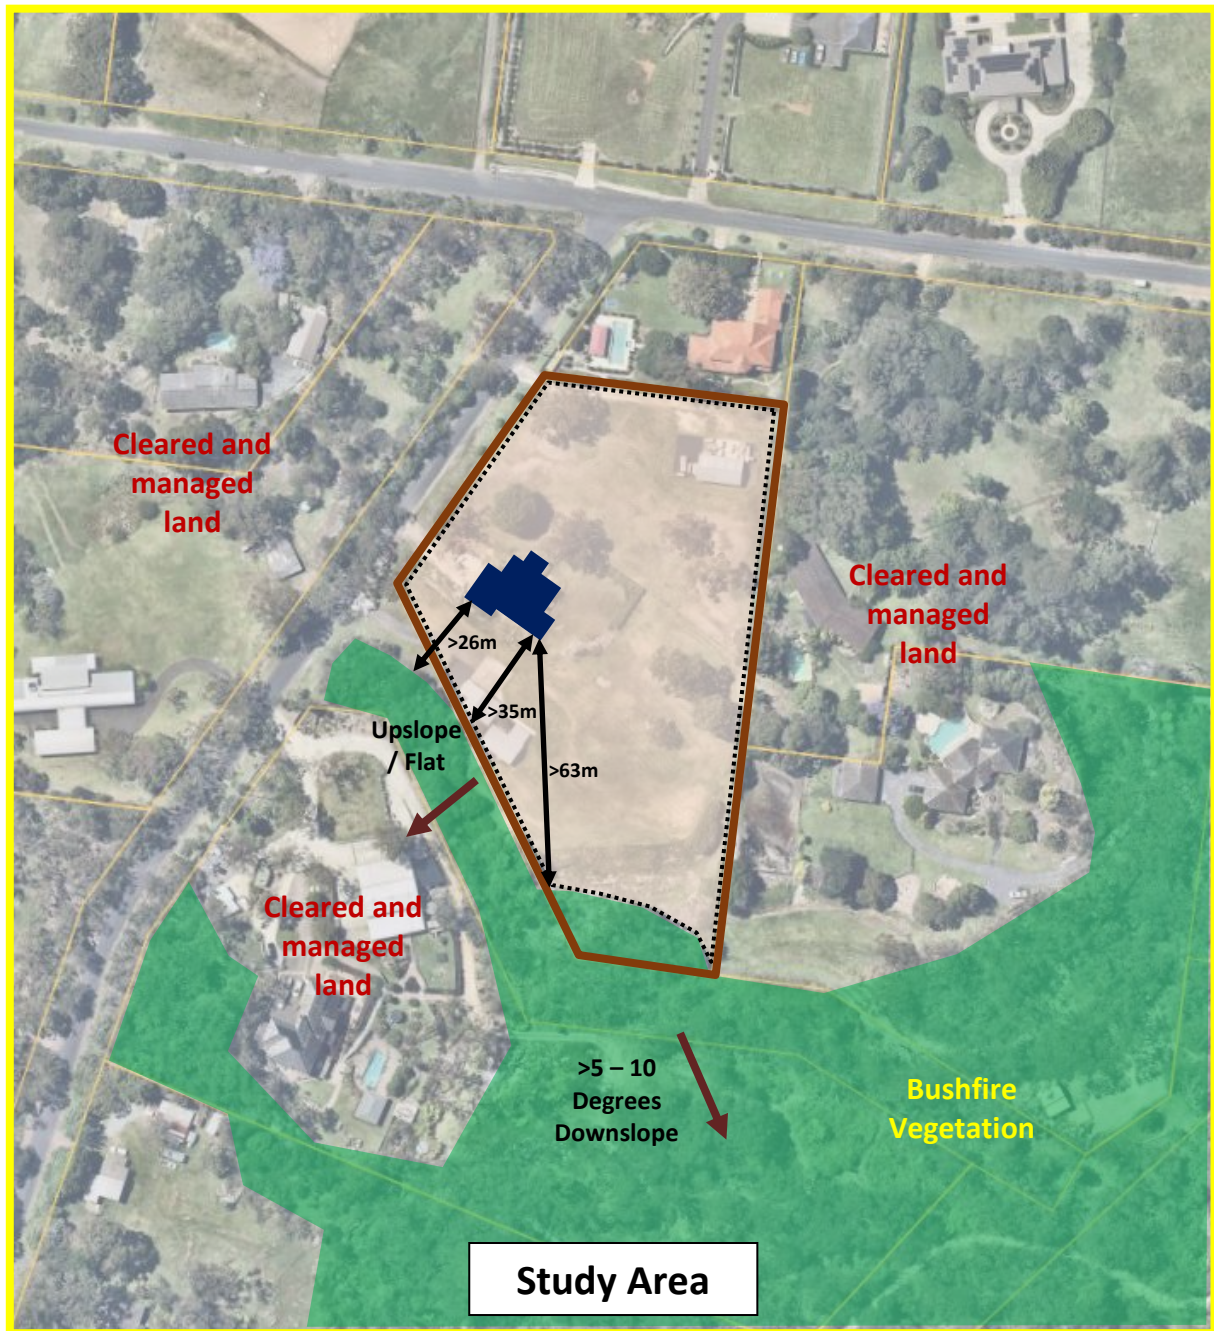 Cleared and
managed
land
Cleared and
managed
land
>26m
>35m
Upslope
/ Flat
>63m
Cleared and
managed
land
>5 – 10
Degrees
Downslope
Bushfire
Vegetation
Study Area